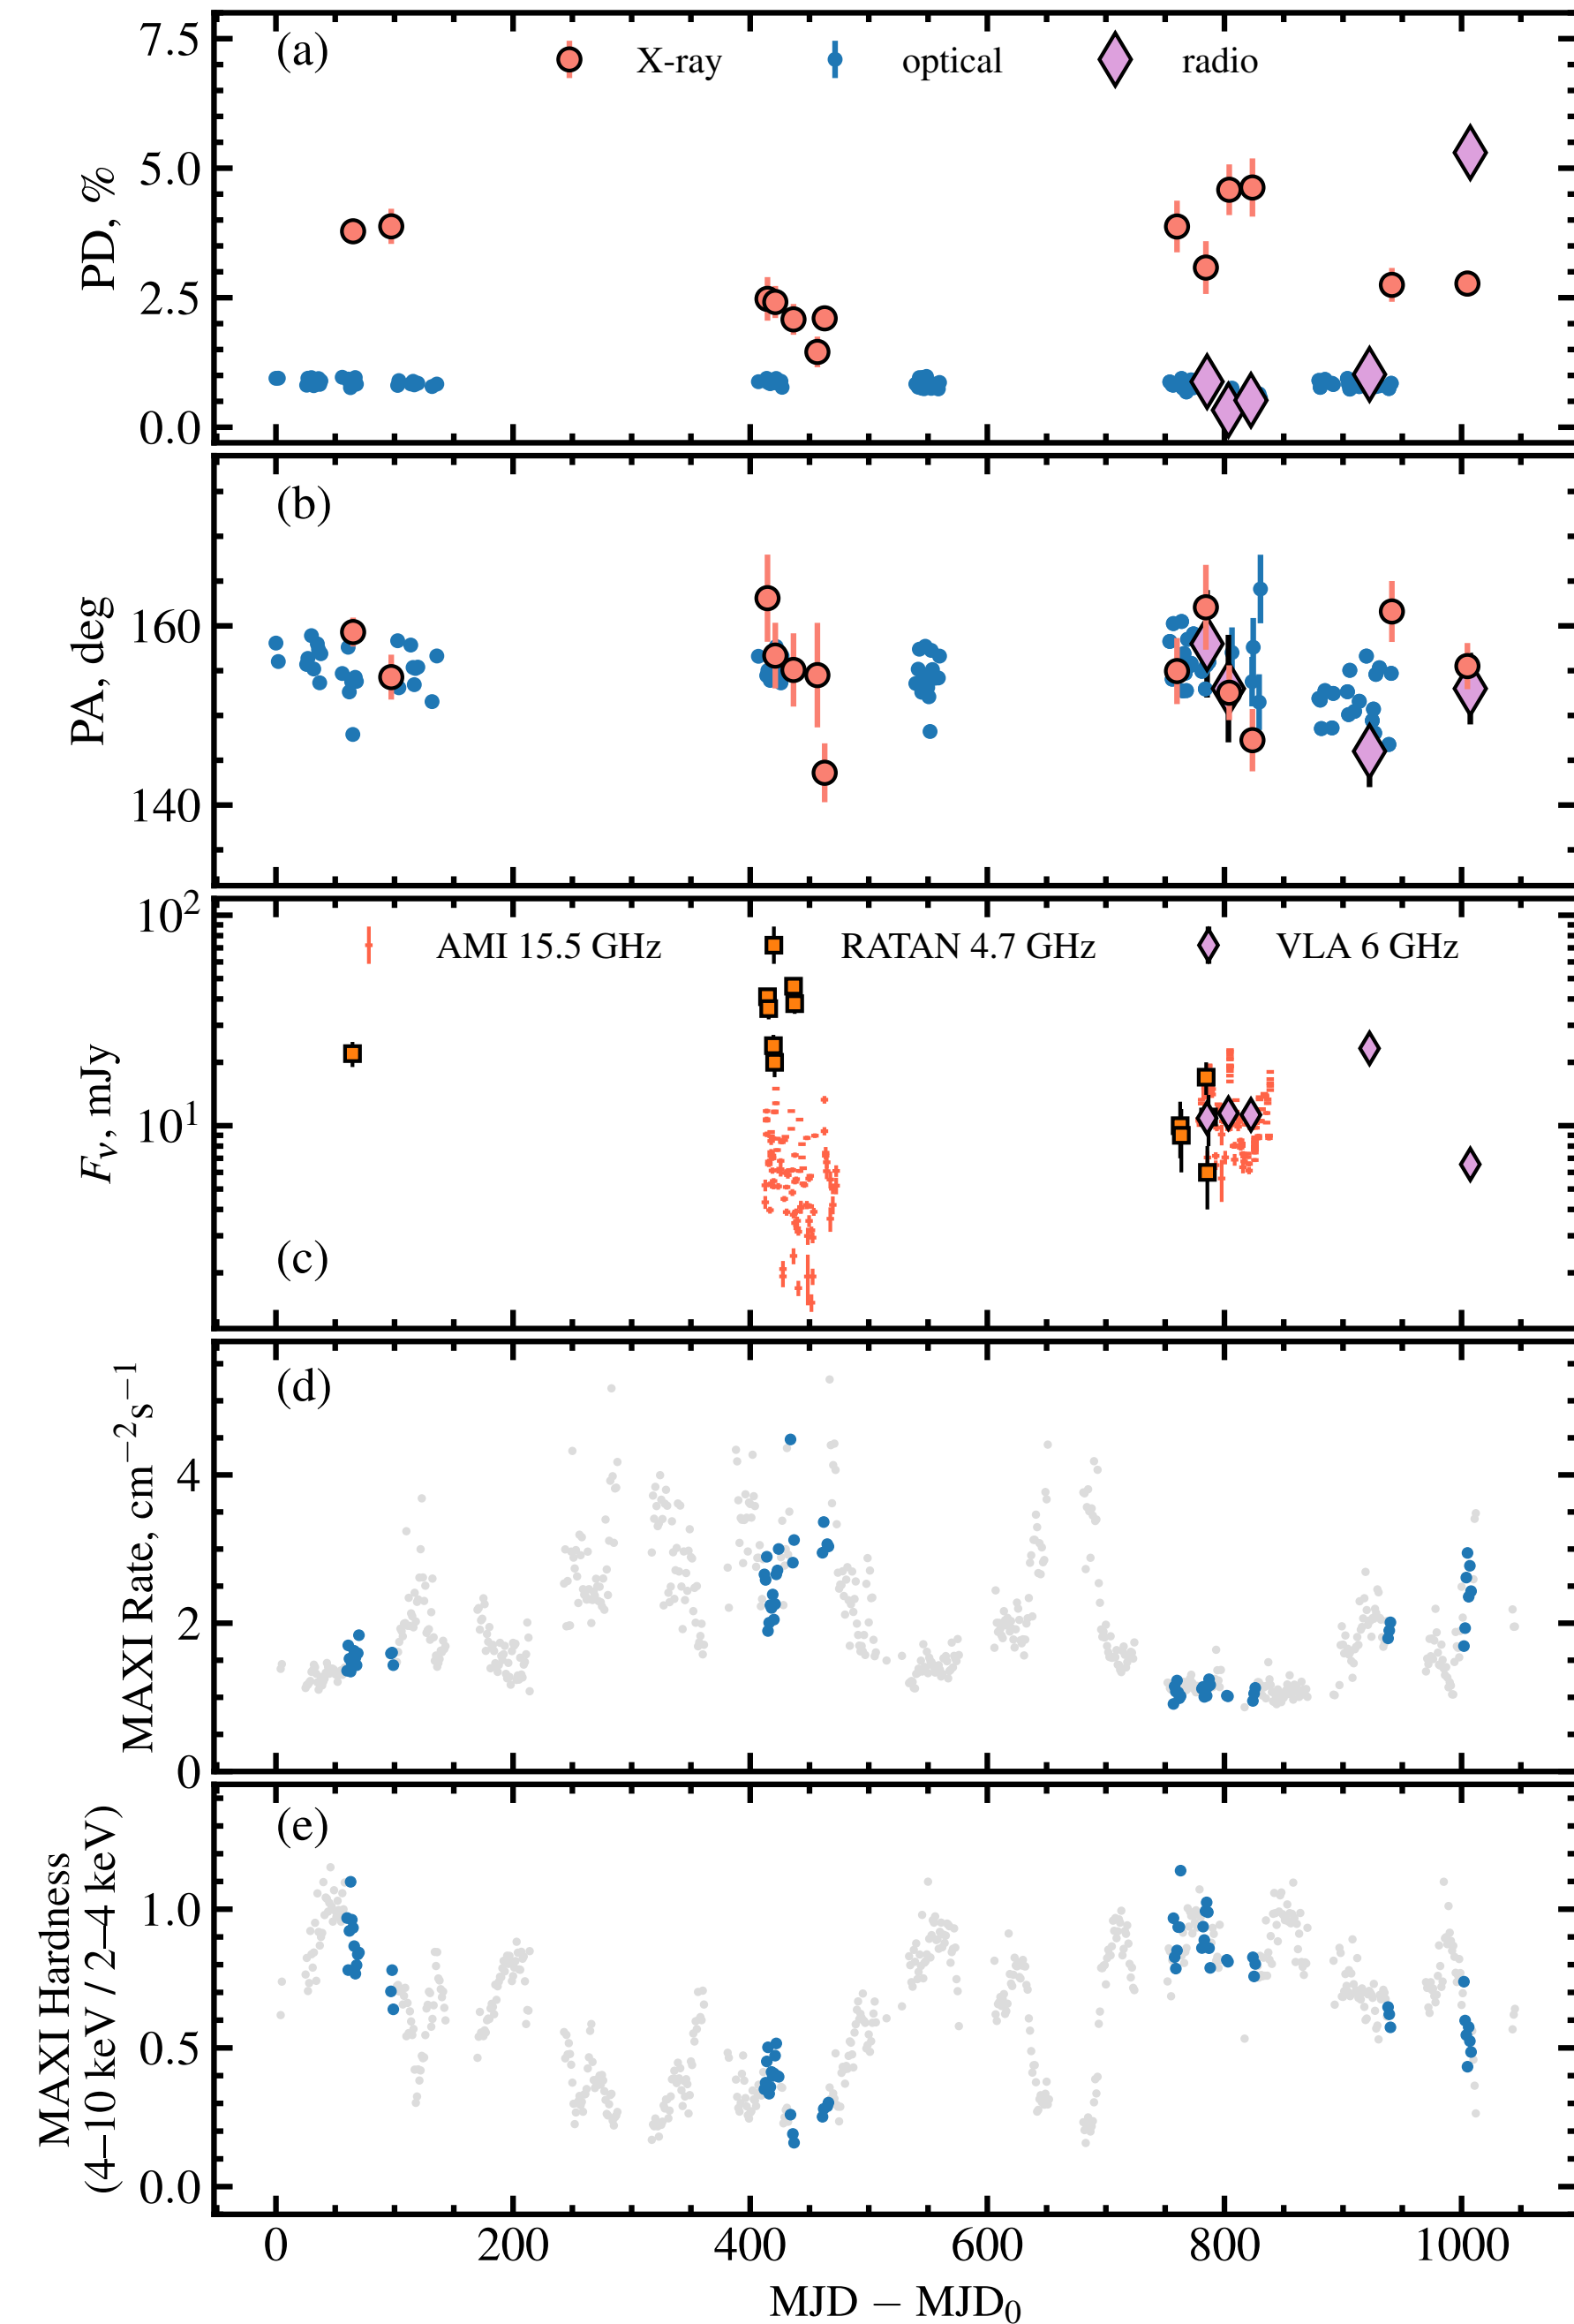 (a)
X-ray
optical
radio
7.5
5.0
2.5
0.0
PD, %
(b)
160
140
PA, deg
10²
10¹
AMI 15.5 GHz
RATAN 4.7 GHz
VLA 6 GHz
Fν, mJy
(c)
(d)
4
2
0
MAXI Rate, cm⁻²s⁻¹
(e)
1.0
0.5
0.0
MAXI Hardness
(4–10 keV / 2–4 keV)
0 200 400 600 800 1000
MJD − MJD₀